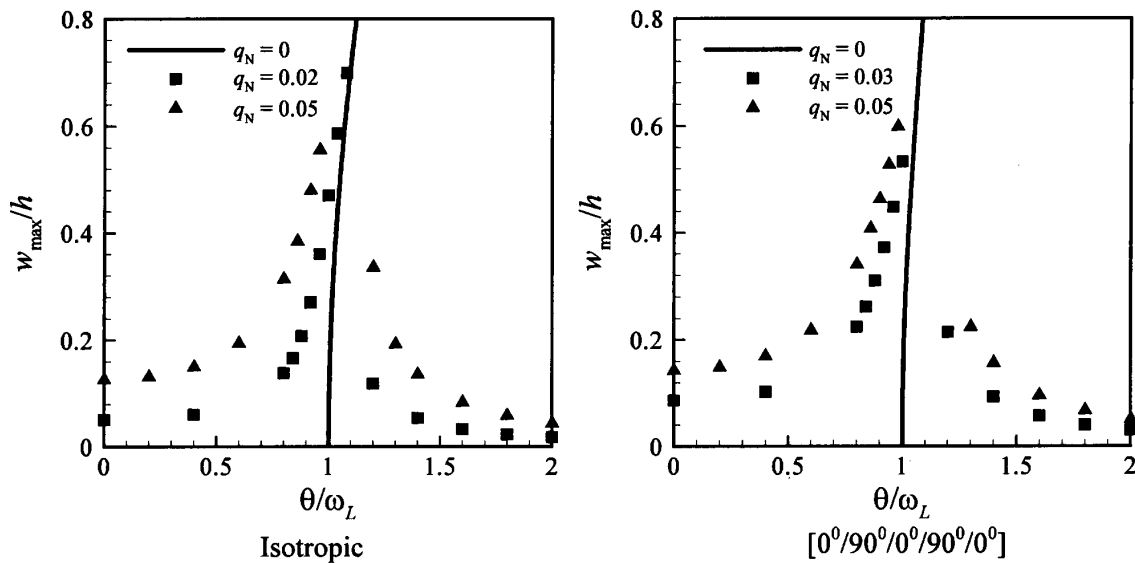 0.8
q_N = 0
q_N = 0.02
q_N = 0.05
0.6
0.4
0.2
0
w_max/h
0 0.5 1 1.5 2
θ/ω_L
Isotropic
0.8
q_N = 0
q_N = 0.03
q_N = 0.05
0.6
0.4
0.2
0
w_max/h
0 0.5 1 1.5 2
θ/ω_L
[0⁰/90⁰/0⁰/90⁰/0⁰]